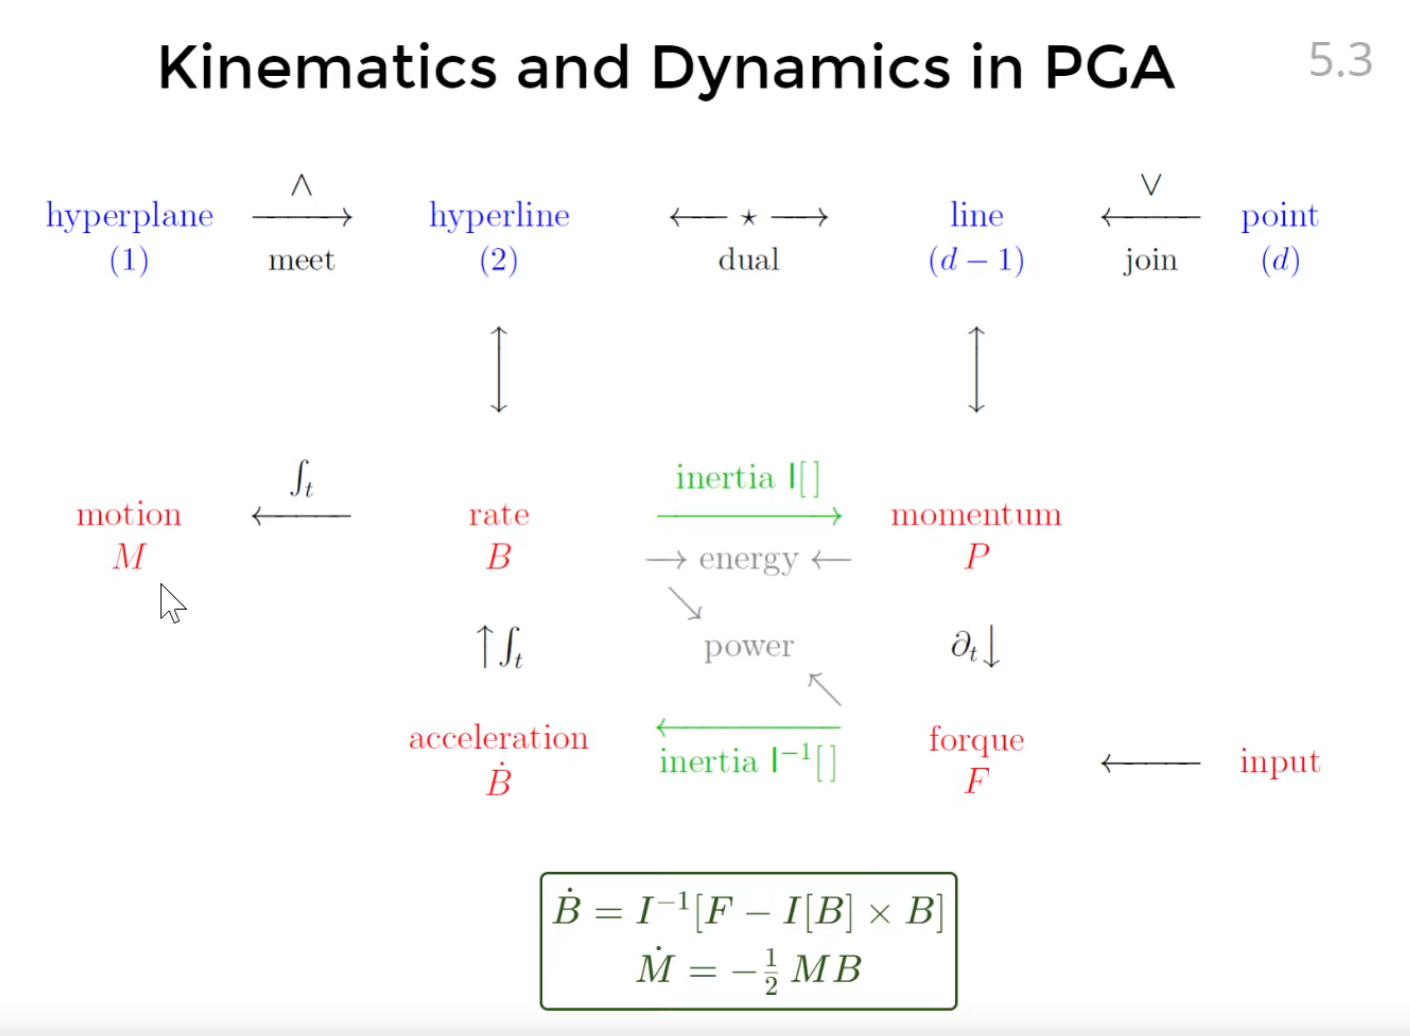 Kinematics and Dynamics in PGA
5.3
∧
∨
hyperplane
hyperline
← ⋆ →
line
point
(1)
meet
(2)
dual
(d − 1)
join
(d)
∫t
inertia I[]
motion
rate
momentum
M
B
→ energy ←
P
↑∫t
power
∂t↓
acceleration
Ḃ
inertia I⁻¹[]
forque
F
input
Ḃ = I⁻¹[F − I[B] × B]
Ṁ = −½ MB